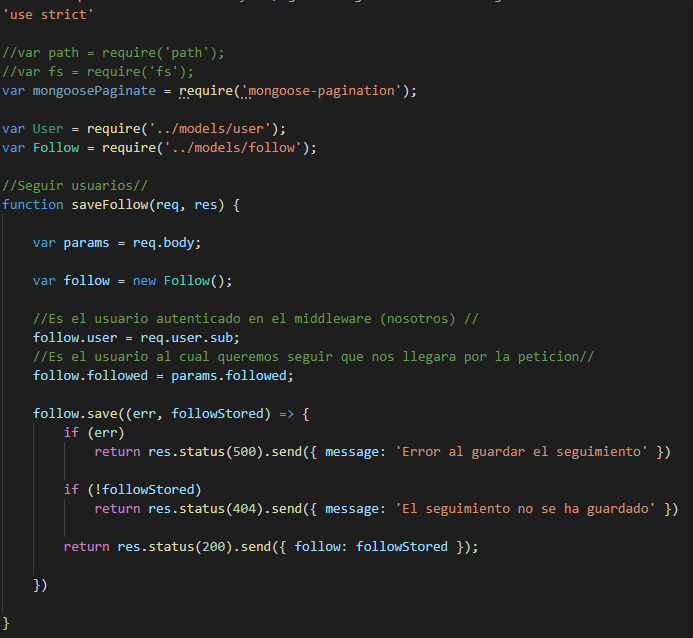 'use strict'
//var path = require('path');
//var fs = require('fs');
var mongoosePaginate = require('mongoose-pagination');
var User = require('../models/user');
var Follow = require('../models/follow');
//Seguir usuarios//
function saveFollow(req, res) {
var params = req.body;
var follow = new Follow();
//Es el usuario autenticado en el middleware (nosotros) //
follow.user = req.user.sub;
//Es el usuario al cual queremos seguir que nos llegara por la peticion//
follow.followed = params.followed;
follow.save((err, followStored) => {
if (err)
return res.status(500).send({ message: 'Error al guardar el seguimiento' })
if (!followStored)
return res.status(404).send({ message: 'El seguimiento no se ha guardado' })
return res.status(200).send({ follow: followStored });
})
}